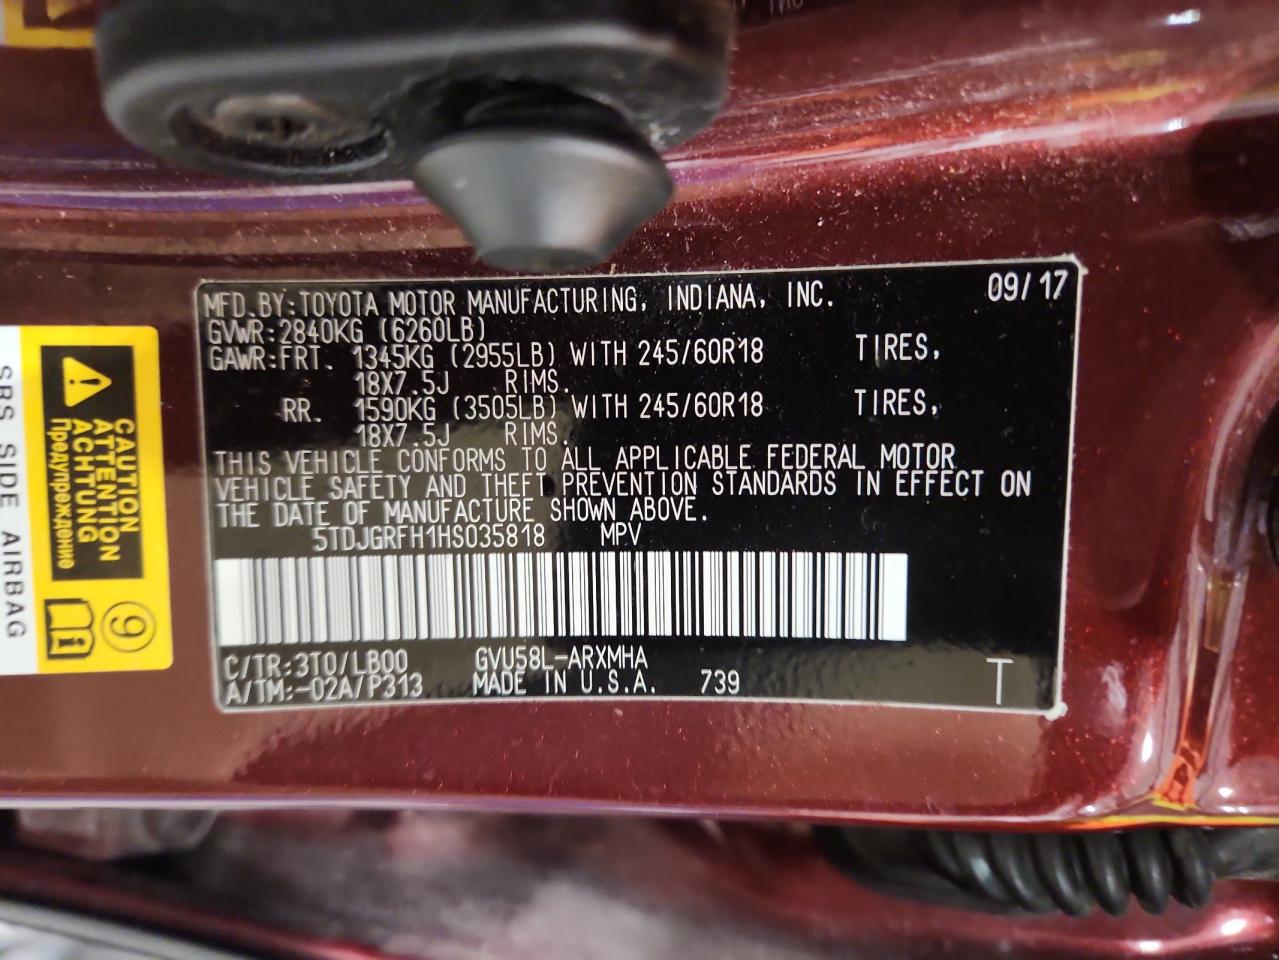 MFD.BY:TOYOTA MOTOR MANUFACTURING, INDIANA, INC. 09/17
GVWR:2840KG (6260LB)
GAWR:FRT. 1345KG (2955LB) WITH 245/60R18 TIRES,
18X7.5J RIMS.
RR. 1590KG (3505LB) WITH 245/60R18 TIRES,
18X7.5J RIMS.
THIS VEHICLE CONFORMS TO ALL APPLICABLE FEDERAL MOTOR
VEHICLE SAFETY AND THEFT PREVENTION STANDARDS IN EFFECT ON
THE DATE OF MANUFACTURE SHOWN ABOVE.
5TDJGRFH1HS035818 MPV
C/TR:3T0/LB00 GVU58L-ARXMHA
A/TM:-02A/P313 MADE IN U.S.A. 739 T
CAUTION
ATTENTION
ACHTUNG
Предупреждение
9
SRS SIDE AIRBAG